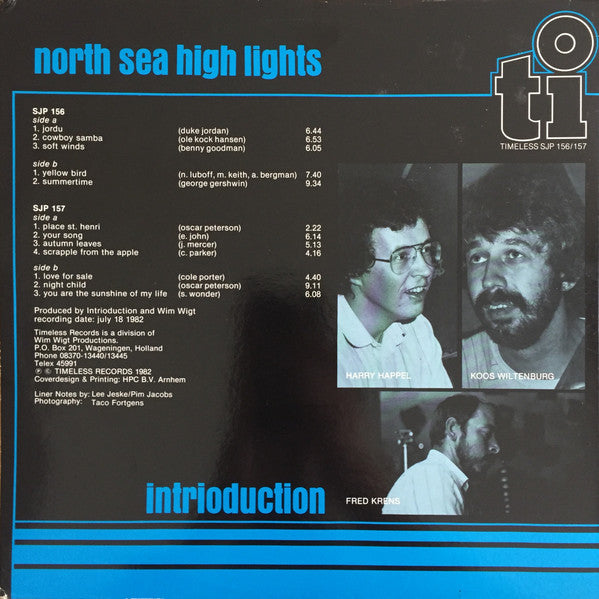 north sea high lights
ti
TIMELESS SJP 156/157
SJP 156
side a
1. jordu (duke jordan) 6.44
2. cowboy samba (ole kock hansen) 6.53
3. soft winds (benny goodman) 6.05
side b
1. yellow bird (n. luboff, m. keith, a. bergman) 7.40
2. summertime (george gershwin) 9.34
SJP 157
side a
1. place st. henri (oscar peterson) 2.22
2. your song (e. john) 6.14
3. autumn leaves (j. mercer) 5.13
4. scrapple from the apple (c. parker) 4.16
side b
1. love for sale (cole porter) 4.40
2. night child (oscar peterson) 9.11
3. you are the sunshine of my life (s. wonder) 6.08
Produced by Intrioduction and Wim Wigt
recording date: july 18 1982
Timeless Records is a division of
Wim Wigt Productions.
P.O. Box 201, Wageningen, Holland
Phone 08370-13440/13445
Telex 45991
℗ © TIMELESS RECORDS 1982
Coverdesign & Printing: HPC B.V. Arnhem
Liner Notes by: Lee Jeske/Pim Jacobs
Photography: Taco Fortgens
HARRY HAPPEL
KOOS WILTENBURG
FRED KRENS
intrioduction